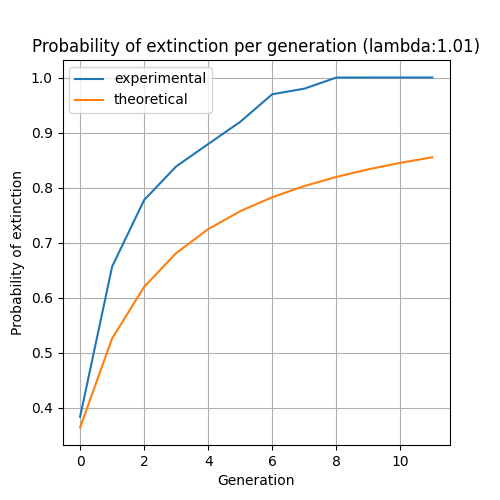 Probability of extinction per generation (lambda:1.01)
experimental
theoretical
1.0
0.9
0.8
0.7
0.6
0.5
0.4
Probability of extinction
0 2 4 6 8 10
Generation